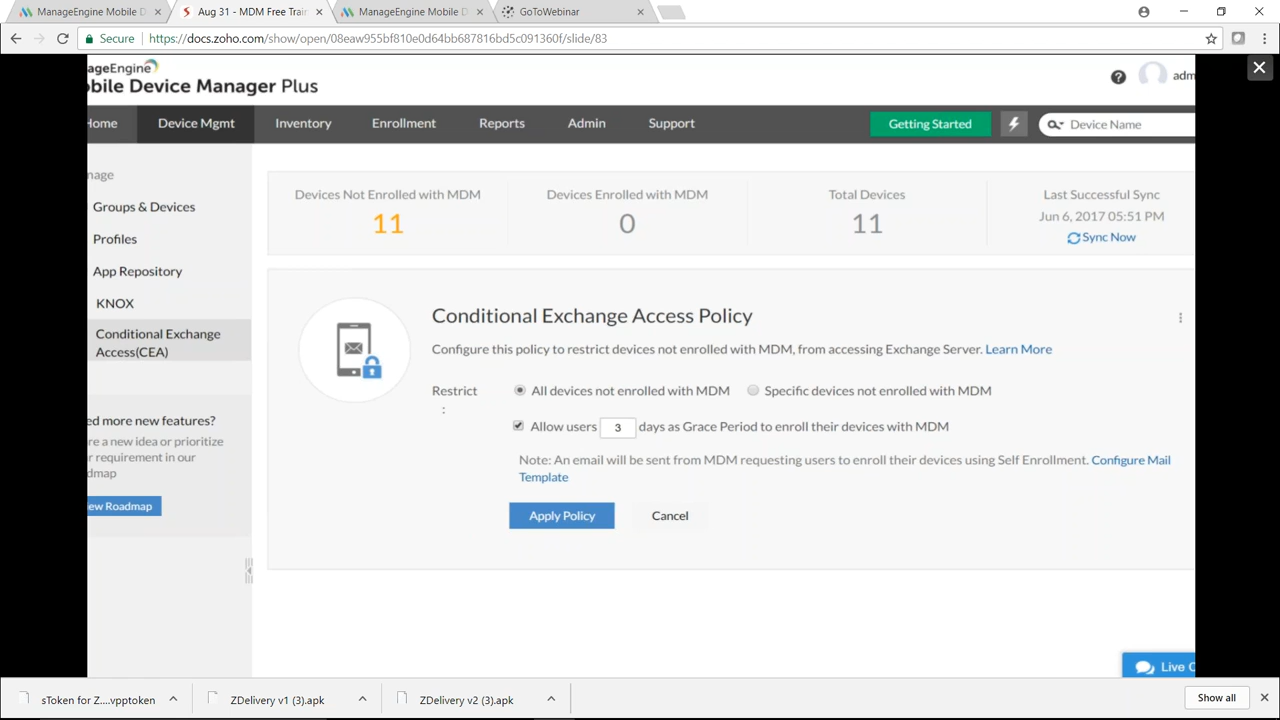 ManageEngine Mobile D
Aug 31 - MDM Free Train
ManageEngine Mobile D
GoToWebinar
Secure
https://docs.zoho.com/show/open/08eaw955bf810e0d64bb687816bd5c091360f/slide/83
ageEngine
bile Device Manager Plus
adm
Home
Device Mgmt
Inventory
Enrollment
Reports
Admin
Support
Getting Started
Device Name
nage
Groups & Devices
Profiles
App Repository
KNOX
Conditional Exchange
Access(CEA)
ed more new features?
re a new idea or prioritize
r requirement in our
admap
ew Roadmap
Devices Not Enrolled with MDM
11
Devices Enrolled with MDM
0
Total Devices
11
Last Successful Sync
Jun 6, 2017 05:51 PM
Sync Now
Conditional Exchange Access Policy
Configure this policy to restrict devices not enrolled with MDM, from accessing Exchange Server. Learn More
Restrict
:
All devices not enrolled with MDM
Specific devices not enrolled with MDM
Allow users 3 days as Grace Period to enroll their devices with MDM
Note: An email will be sent from MDM requesting users to enroll their devices using Self Enrollment. Configure Mail
Template
Apply Policy
Cancel
Live C
sToken for Z....vpptoken
ZDelivery v1 (3).apk
ZDelivery v2 (3).apk
Show all